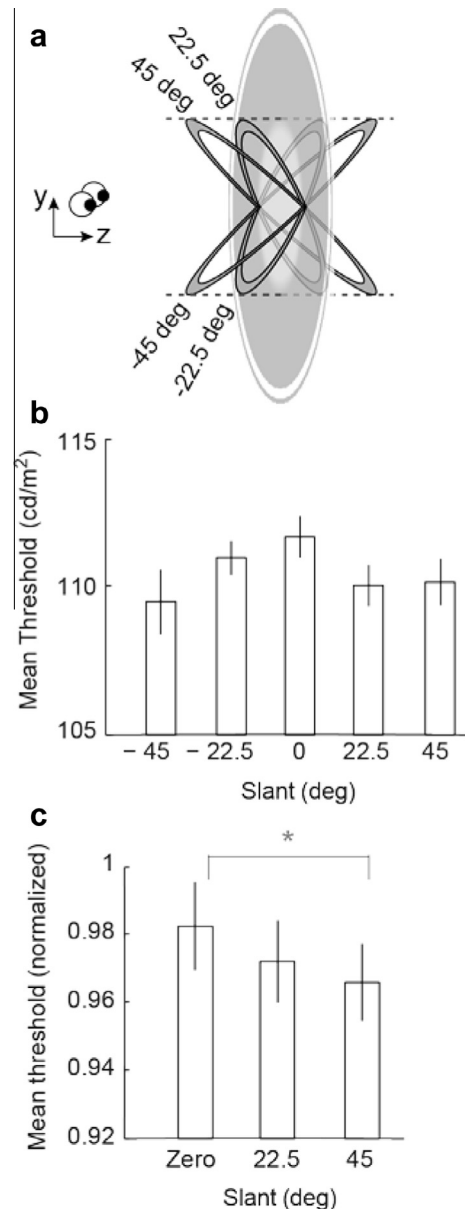 a
22.5 deg
45 deg
y
z
-45 deg
-22.5 deg
b
Mean Threshold (cd/m²)
115
110
105
− 45 − 22.5 0 22.5 45
Slant (deg)
c
Mean threshold (normalized)
*
1
0.98
0.96
0.94
0.92
Zero 22.5 45
Slant (deg)